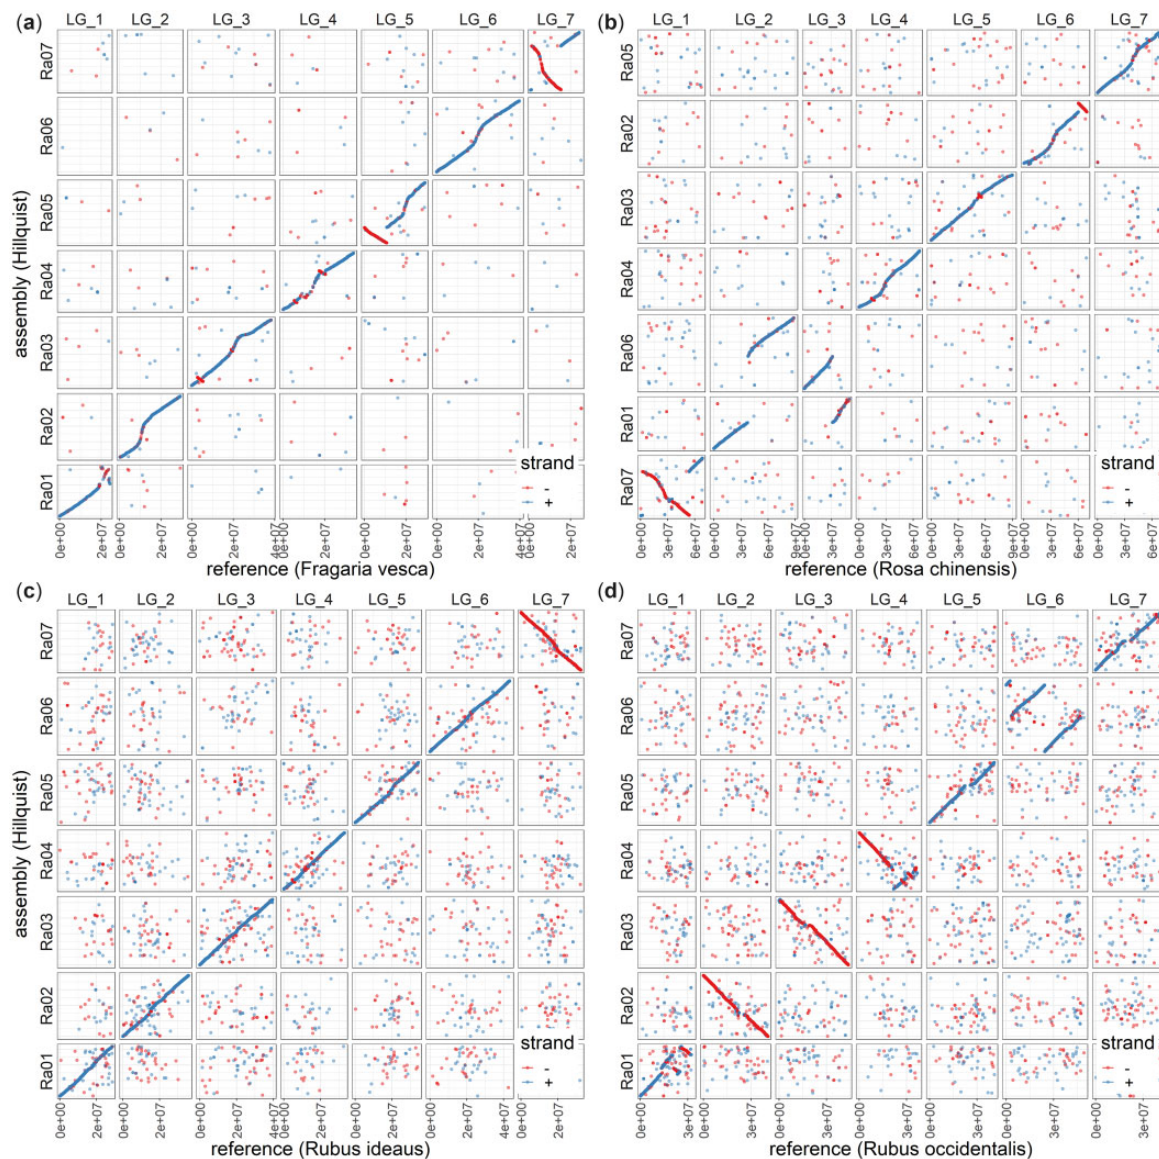 (a)
LG_1 LG_2 LG_3 LG_4 LG_5 LG_6 LG_7
Ra07
Ra06
Ra05
Ra04
Ra03
Ra02
Ra01
assembly (Hillquist)
strand
-
+
0e+00 2e+07 0e+00 2e+07 0e+00 2e+07 0e+00 2e+07 0e+00 2e+07 0e+00 2e+07 4e+07 0e+00 2e+07
reference (Fragaria vesca)
(b)
LG_1 LG_2 LG_3 LG_4 LG_5 LG_6 LG_7
Ra05
Ra02
Ra03
Ra04
Ra06
Ra01
Ra07
strand
-
+
0e+00 3e+07 6e+07 0e+00 3e+07 6e+07 9e+07 0e+00 3e+07 0e+00 3e+07 6e+07 0e+00 3e+07 6e+07 9e+07 0e+00 3e+07 6e+07 0e+00 3e+07 6e+07
reference (Rosa chinensis)
(c)
LG_1 LG_2 LG_3 LG_4 LG_5 LG_6 LG_7
Ra07
Ra06
Ra05
Ra04
Ra03
Ra02
Ra01
assembly (Hillquist)
strand
-
+
0e+00 2e+07 0e+00 2e+07 0e+00 2e+07 4e+07 0e+00 2e+07 0e+00 2e+07 0e+00 2e+07 4e+07 0e+00 2e+07
reference (Rubus ideaus)
(d)
LG_1 LG_2 LG_3 LG_4 LG_5 LG_6 LG_7
Ra07
Ra06
Ra05
Ra04
Ra03
Ra02
Ra01
strand
-
+
0e+00 3e+07 0e+00 3e+07 0e+00 3e+07 0e+00 3e+07 0e+00 3e+07 0e+00 3e+07 0e+00 3e+07
reference (Rubus occidentalis)